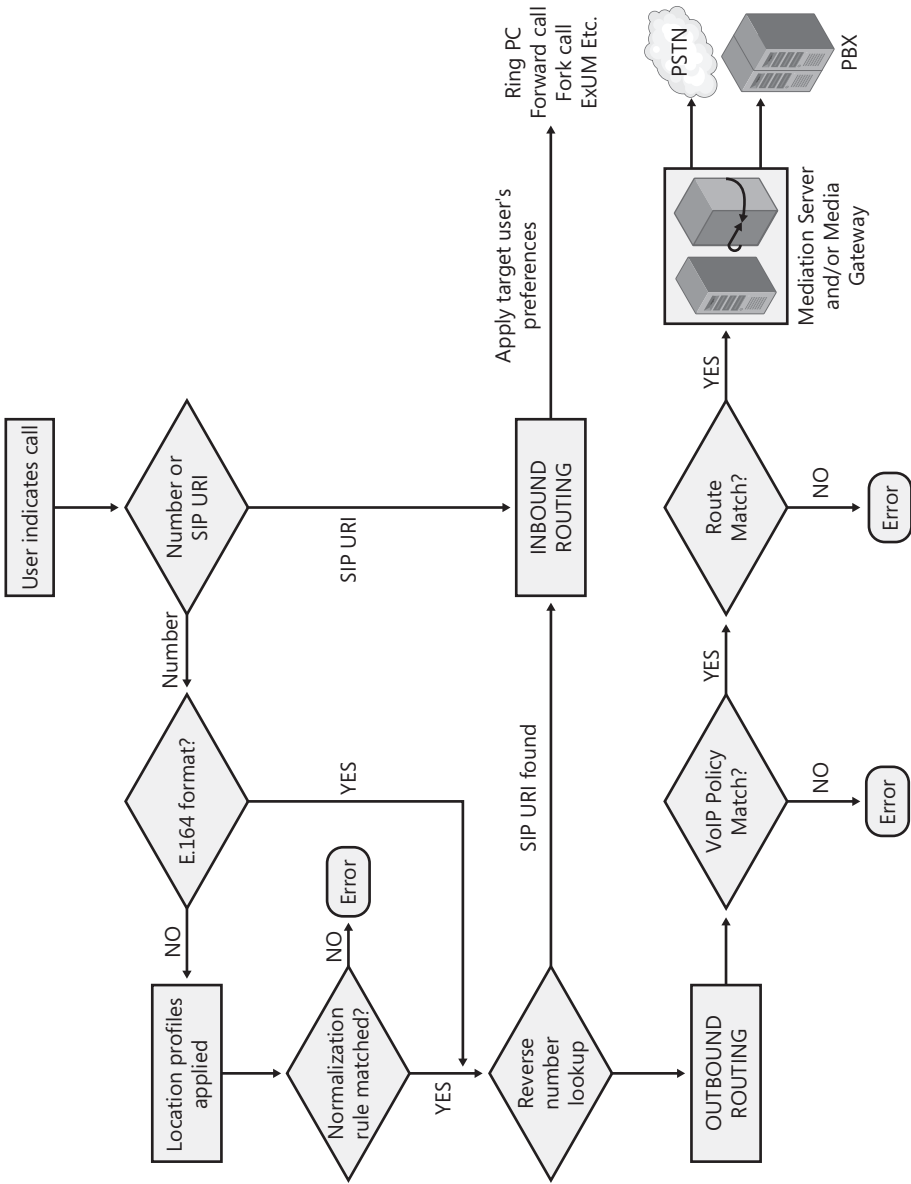 User indicates call
Number or
SIP URI
Number
SIP URI
E.164 format?
NO
YES
Location profiles
applied
Normalization
rule matched?
NO
Error
YES
Reverse
number
lookup
SIP URI found
INBOUND
ROUTING
Apply target user's
preferences
Ring PC
Forward call
Fork call
ExUM Etc.
OUTBOUND
ROUTING
VoIP Policy
Match?
NO
Error
YES
Route
Match?
NO
Error
YES
Mediation Server
and/or Media
Gateway
PSTN
PBX